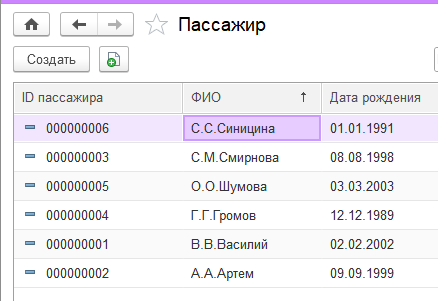 Пассажир
Создать
ID пассажира ФИО ↑ Дата рождения
000000006 С.С.Синицина 01.01.1991
000000003 С.М.Смирнова 08.08.1998
000000005 О.О.Шумова 03.03.2003
000000004 Г.Г.Громов 12.12.1989
000000001 В.В.Василий 02.02.2002
000000002 А.А.Артем 09.09.1999